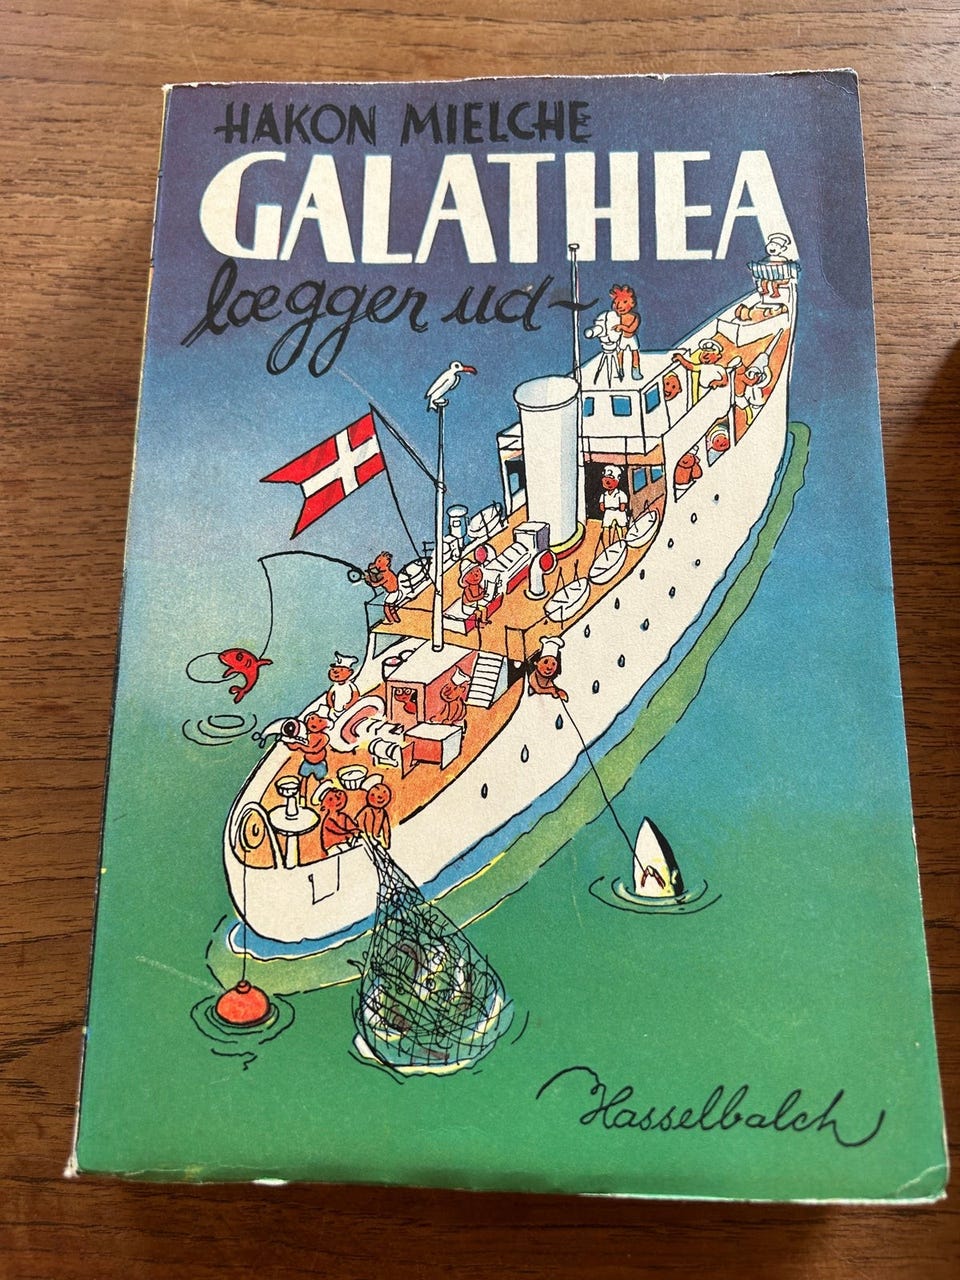 HAKON MIELCHE
GALATHEA
lægger ud~
Hasselbalch